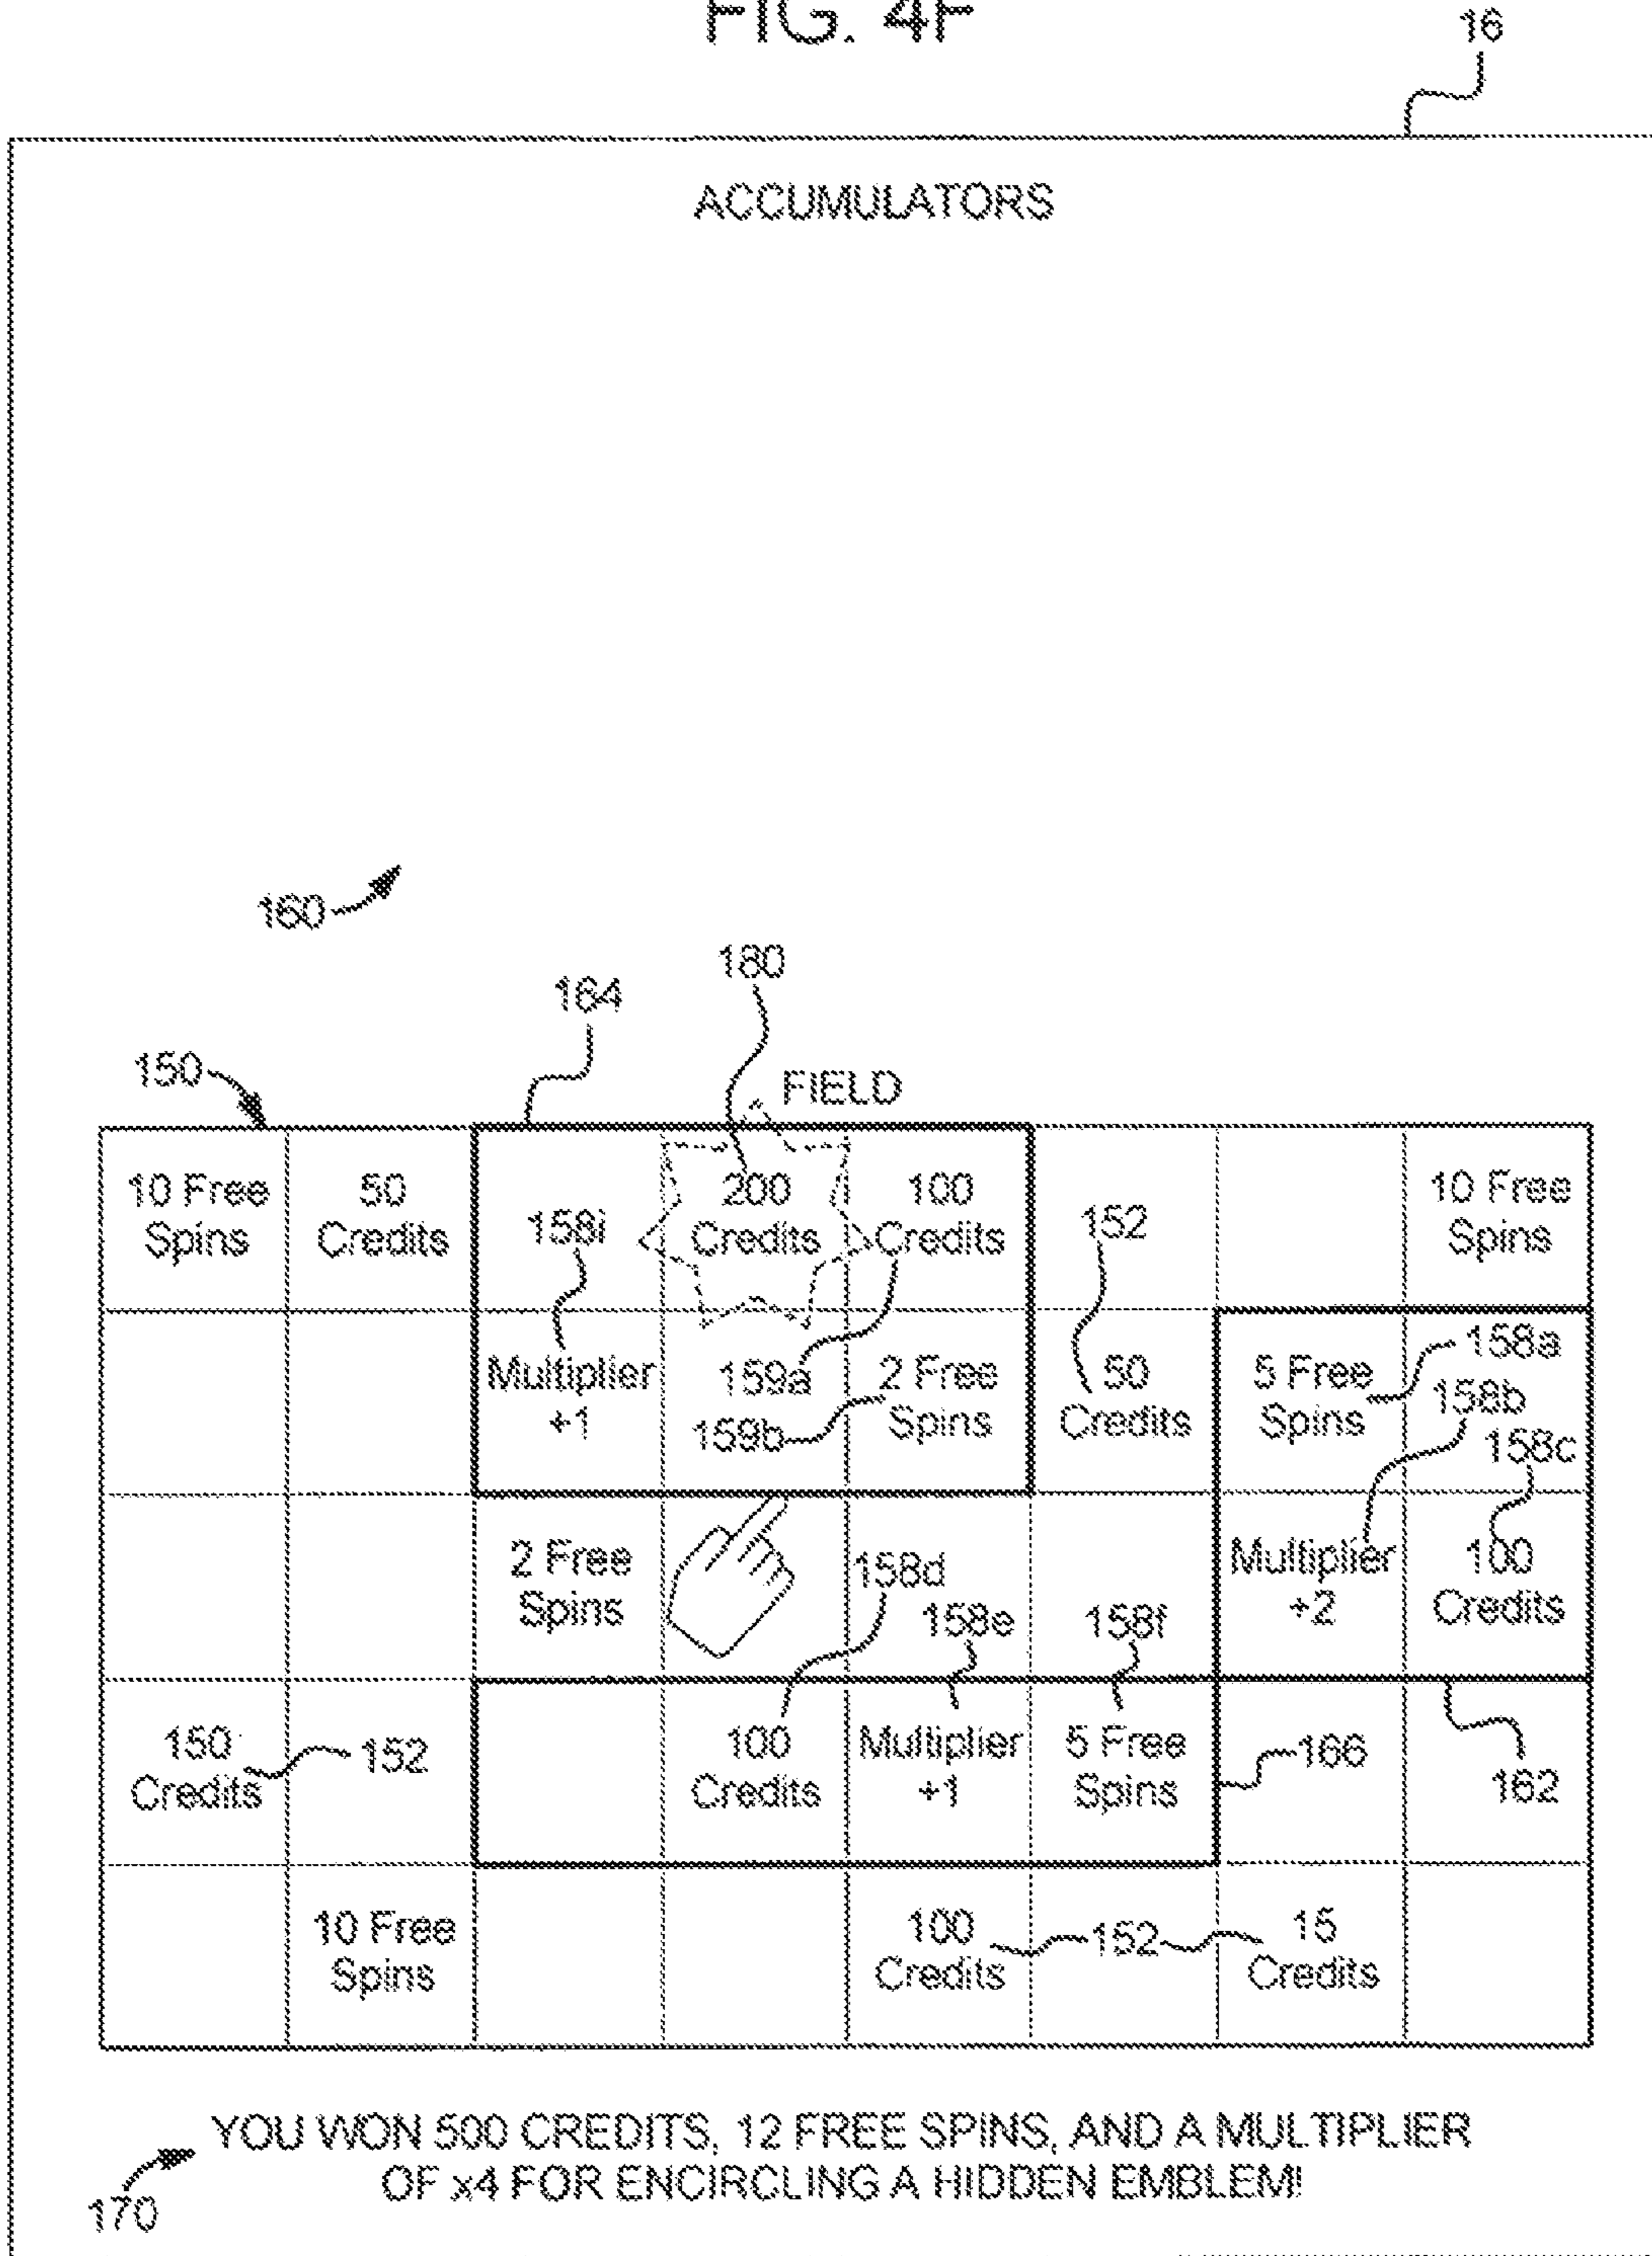 FIG. 4F
16
ACCUMULATORS
160
180
164
150
FIELD
10 Free
Spins
50
Credits
158i
200
Credits
100
Credits
152
10 Free
Spins
Multiplier
+1
159a
159b
2 Free
Spins
50
Credits
5 Free
Spins
158a
158b
158c
2 Free
Spins
158d
158e
158f
Multiplier
+2
100
Credits
150
Credits
152
100
Credits
Multiplier
+1
5 Free
Spins
166
162
10 Free
Spins
100
Credits
152
15
Credits
YOU WON 500 CREDITS, 12 FREE SPINS, AND A MULTIPLIER
OF x4 FOR ENCIRCLING A HIDDEN EMBLEM!
170